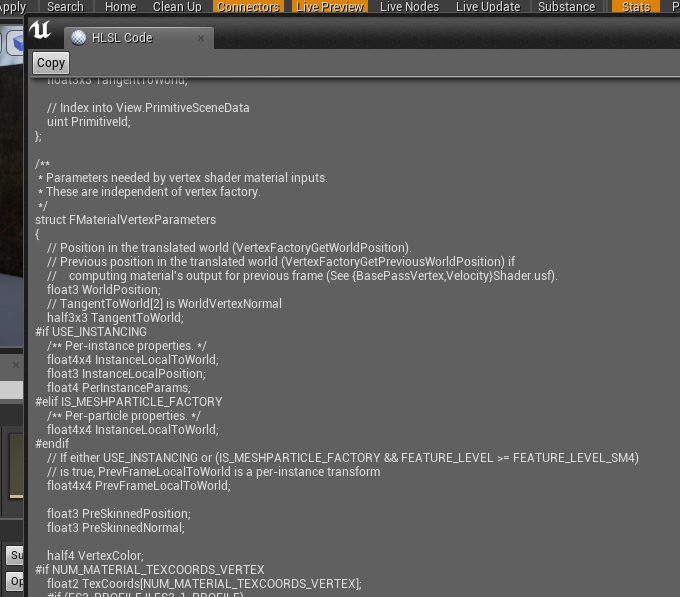 pply Search Home Clean Up Connectors Live Preview Live Nodes Live Update Substance Stats P
HLSL Code
Copy
float3x3 TangentToWorld;
// Index into View.PrimitiveSceneData
uint PrimitiveId;
};
/**
* Parameters needed by vertex shader material inputs.
* These are independent of vertex factory.
*/
struct FMaterialVertexParameters
{
// Position in the translated world (VertexFactoryGetWorldPosition).
// Previous position in the translated world (VertexFactoryGetPreviousWorldPosition) if
// computing material's output for previous frame (See {BasePassVertex,Velocity}Shader.usf).
float3 WorldPosition;
// TangentToWorld[2] is WorldVertexNormal
half3x3 TangentToWorld;
#if USE_INSTANCING
/** Per-instance properties. */
float4x4 InstanceLocalToWorld;
float3 InstanceLocalPosition;
float4 PerInstanceParams;
#elif IS_MESHPARTICLE_FACTORY
/** Per-particle properties. */
float4x4 InstanceLocalToWorld;
#endif
// If either USE_INSTANCING or (IS_MESHPARTICLE_FACTORY && FEATURE_LEVEL >= FEATURE_LEVEL_SM4)
// is true, PrevFrameLocalToWorld is a per-instance transform
float4x4 PrevFrameLocalToWorld;
float3 PreSkinnedPosition;
float3 PreSkinnedNormal;
half4 VertexColor;
Su
#if NUM_MATERIAL_TEXCOORDS_VERTEX
Op
float2 TexCoords[NUM_MATERIAL_TEXCOORDS_VERTEX];
#if (ES3_PROFILE || ES3_1_PROFILE)